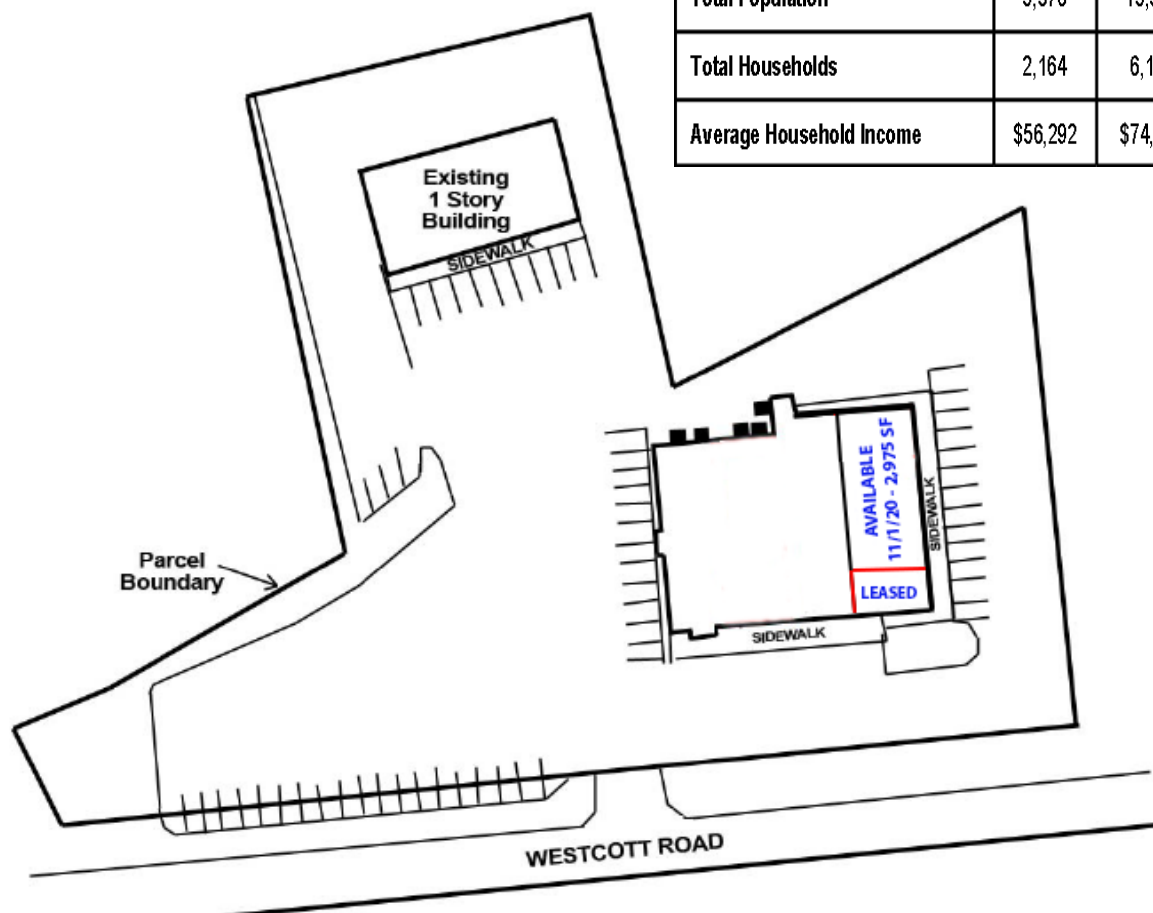 Total Households 2,164
Average Household Income $56,292
Existing
1 Story
Building
SIDEWALK
AVAILABLE
11/1/20 - 2,975 SF
SIDEWALK
LEASED
Parcel
Boundary
SIDEWALK
WESTCOTT ROAD